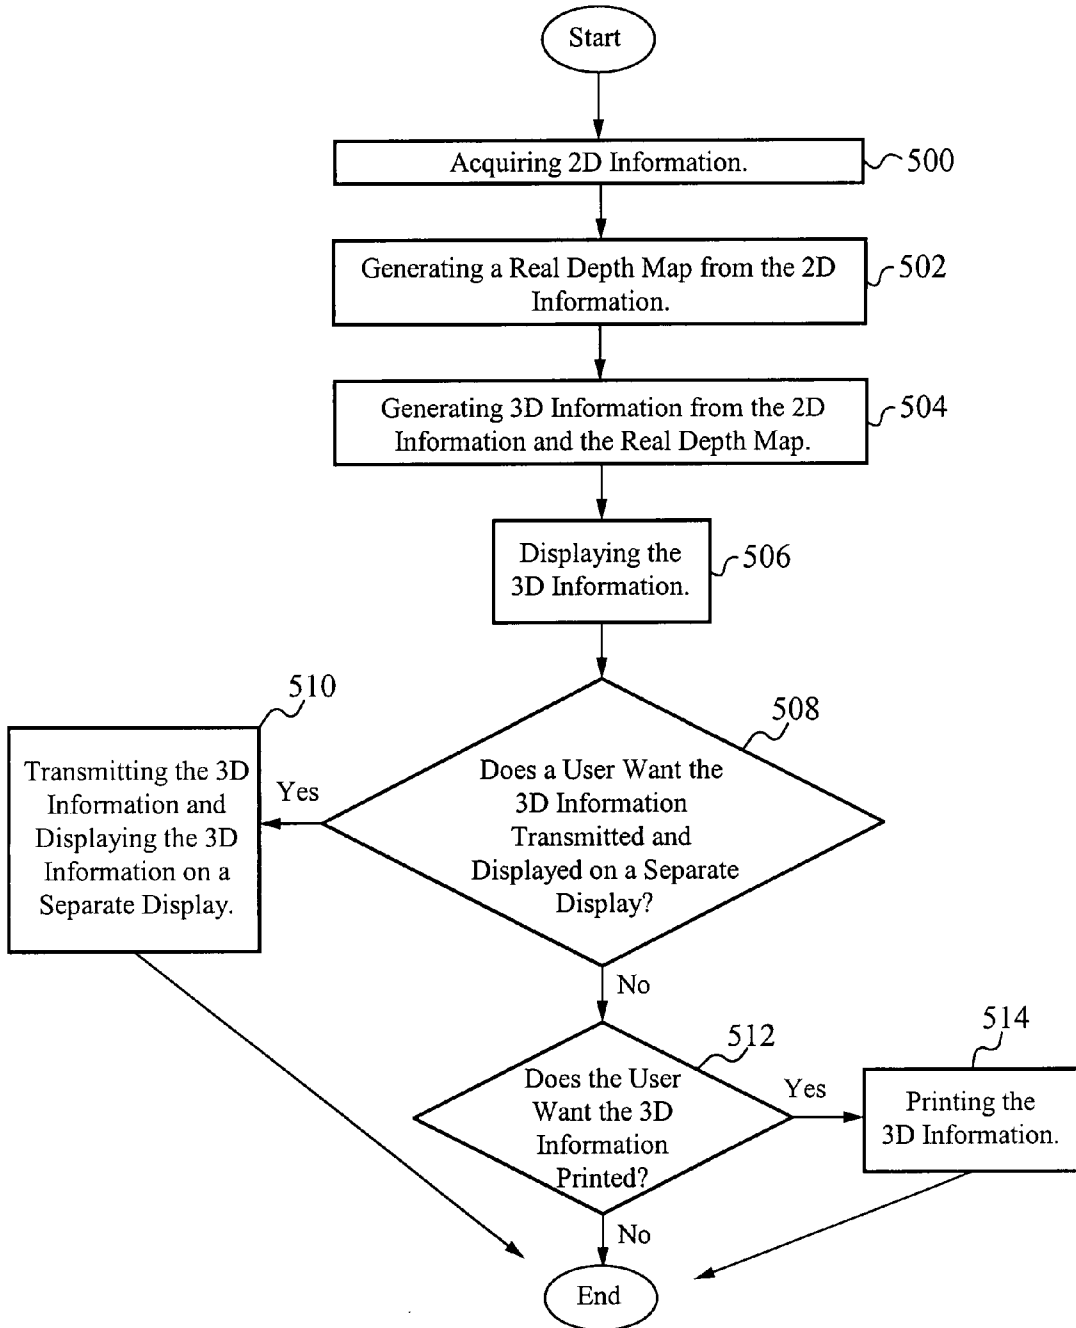 Start
Acquiring 2D Information.
500
Generating a Real Depth Map from the 2D
Information.
502
Generating 3D Information from the 2D
Information and the Real Depth Map.
504
Displaying the
3D Information.
506
510
Transmitting the 3D
Information and
Displaying the 3D
Information on a
Separate Display.
Yes
508
Does a User Want the
3D Information
Transmitted and
Displayed on a Separate
Display?
No
512
Does the User
Want the 3D
Information
Printed?
Yes
514
Printing the
3D Information.
No
End